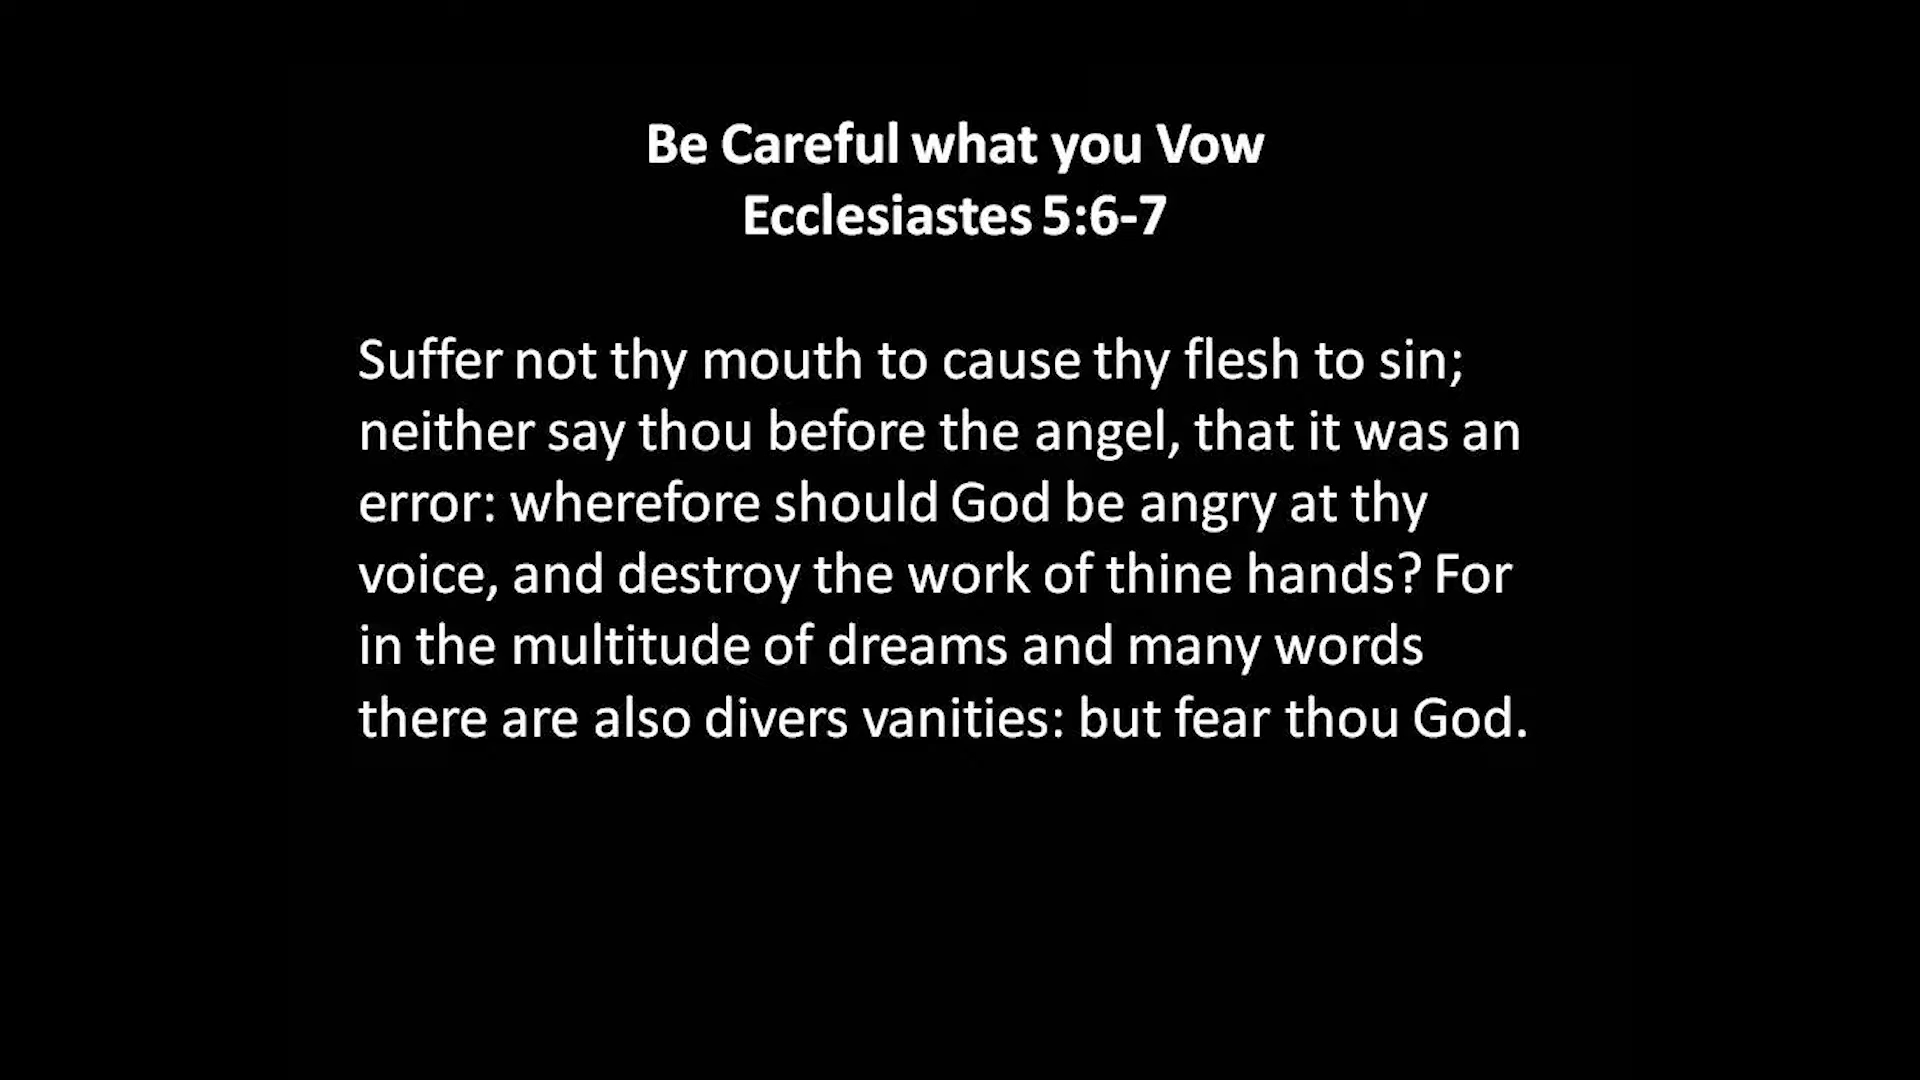 Be Careful what you Vow
Ecclesiastes 5:6-7
Suffer not thy mouth to cause thy flesh to sin;
neither say thou before the angel, that it was an
error: wherefore should God be angry at thy
voice, and destroy the work of thine hands? For
in the multitude of dreams and many words
there are also divers vanities: but fear thou God.